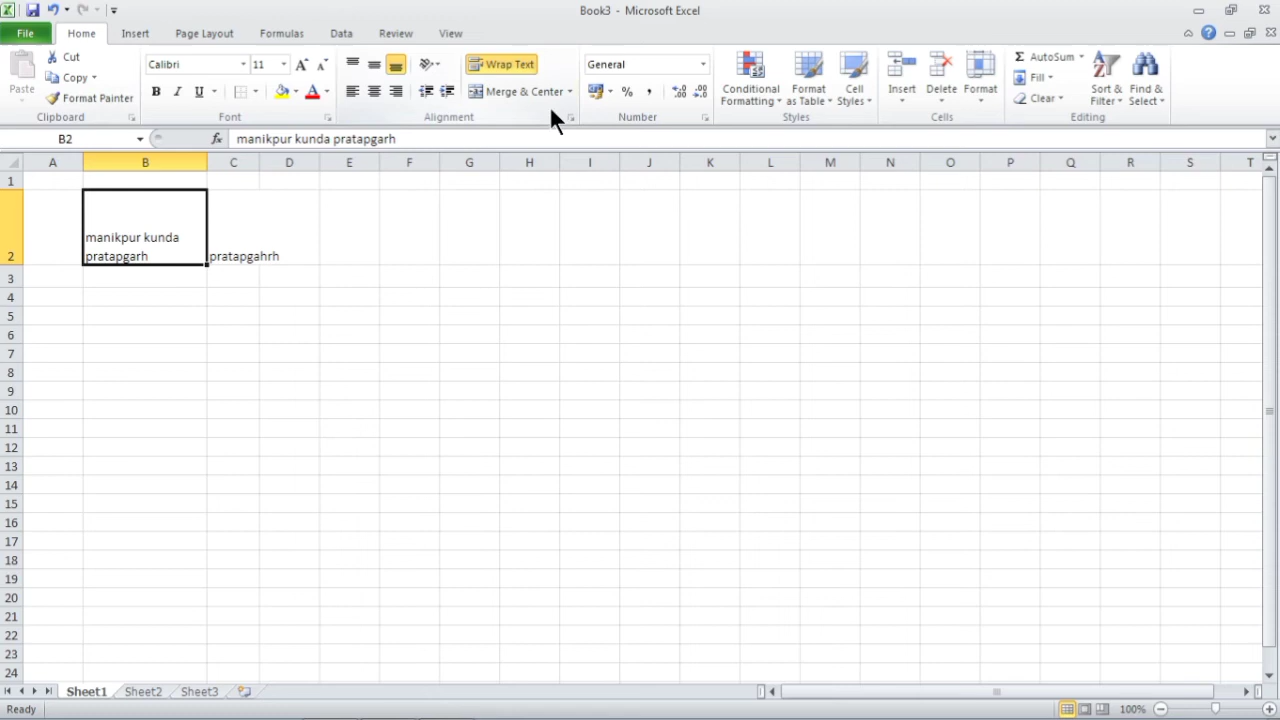 Book3 - Microsoft Excel
File Home Insert Page Layout Formulas Data Review View
Paste
Cut
Copy
Format Painter
Clipboard
Calibri 11
B I U
Font
Wrap Text
Merge & Center
Alignment
General
% ,
Number
Conditional Formatting
Format as Table
Cell Styles
Styles
Insert
Delete
Format
Cells
Σ AutoSum
Fill
Clear
Sort & Filter
Find & Select
Editing
B2 fx manikpur kunda pratapgarh
A B C D E F G H I J K L M N O P Q R S T
1
manikpur kunda
2 pratapgarh pratapgahrh
3
4
5
6
7
8
9
10
11
12
13
14
15
16
17
18
19
20
21
22
23
24
Sheet1 Sheet2 Sheet3
Ready 100%